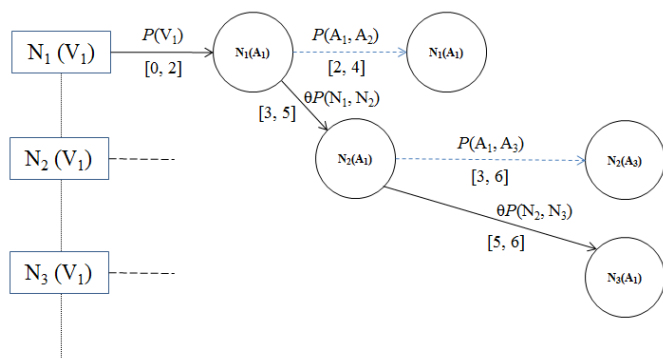 N₁ (V₁)
P(V₁)
[0, 2]
N₁(A₁)
P(A₁, A₂)
[2, 4]
N₁(A₁)
[3, 5]
θP(N₁, N₂)
N₂ (V₁)
N₂(A₁)
P(A₁, A₃)
[3, 6]
N₂(A₃)
θP(N₂, N₃)
[5, 6]
N₃ (V₁)
N₃(A₁)